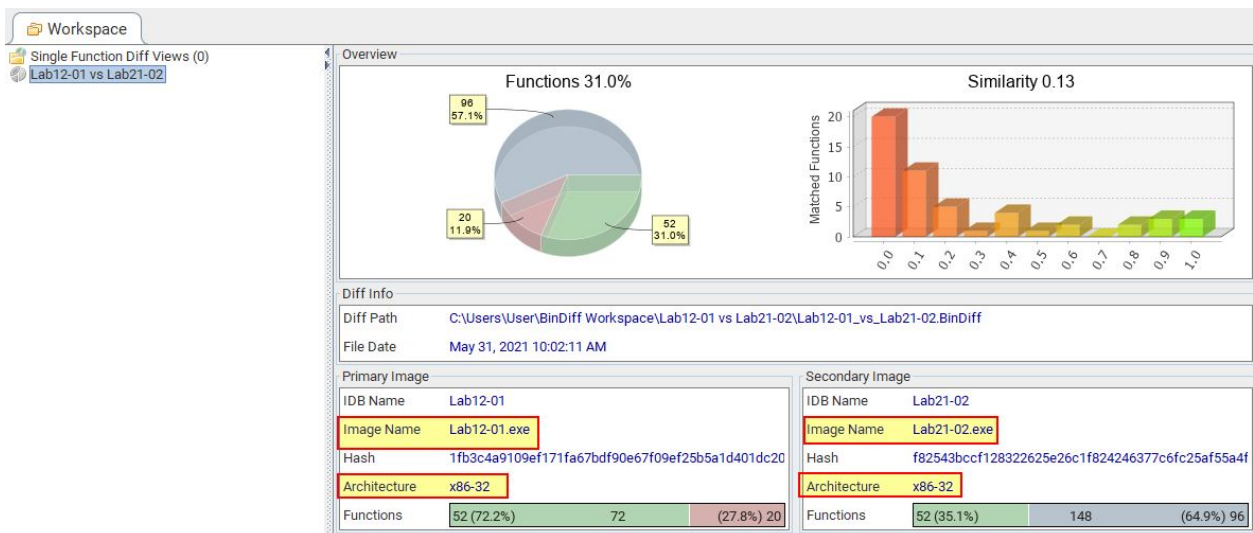 Workspace
Single Function Diff Views (0)
Lab12-01 vs Lab21-02
Overview
Functions 31.0%
96
57.1%
20
11.9%
52
31.0%
Similarity 0.13
Matched Functions
20
15
10
5
0
0.0 0.1 0.2 0.3 0.4 0.5 0.6 0.7 0.8 0.9 1.0
Diff Info
Diff Path C:\Users\User\BinDiff Workspace\Lab12-01 vs Lab21-02\Lab12-01_vs_Lab21-02.BinDiff
File Date May 31, 2021 10:02:11 AM
Primary Image
IDB Name Lab12-01
Image Name Lab12-01.exe
Hash 1fb3c4a9109ef171fa67bdf90e67f09ef25b5a1d401dc20
Architecture x86-32
Functions 52 (72.2%) 72 (27.8%) 20
Secondary Image
IDB Name Lab21-02
Image Name Lab21-02.exe
Hash f82543bccf128322625e26c1f824246377c6fc25af55a4f
Architecture x86-32
Functions 52 (35.1%) 148 (64.9%) 96